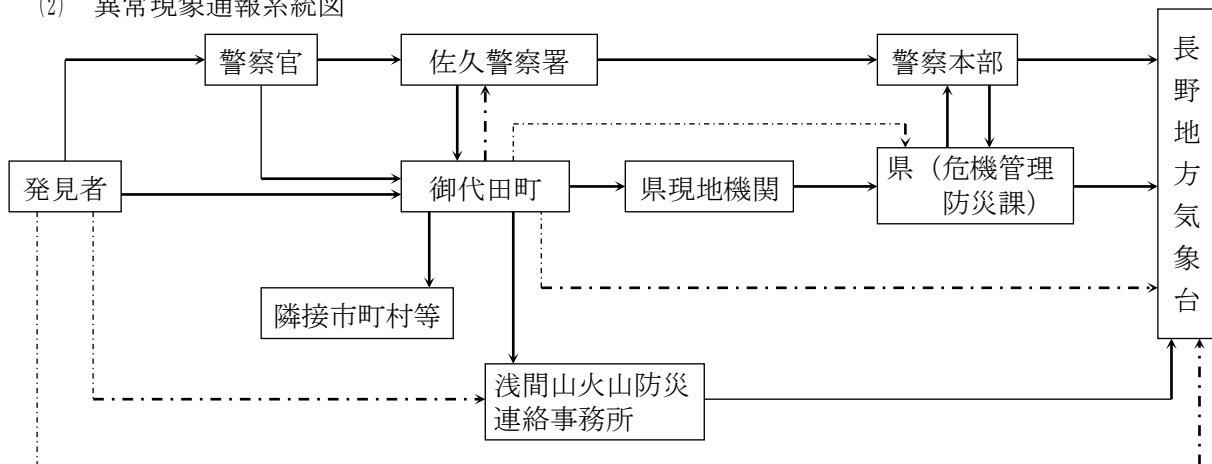 ⑵ 異常現象通報系統図
警察官
佐久警察署
警察本部
長野地方気象台
発見者
御代田町
県現地機関
県（危機管理
防災課）
隣接市町村等
浅間山火山防災
連絡事務所